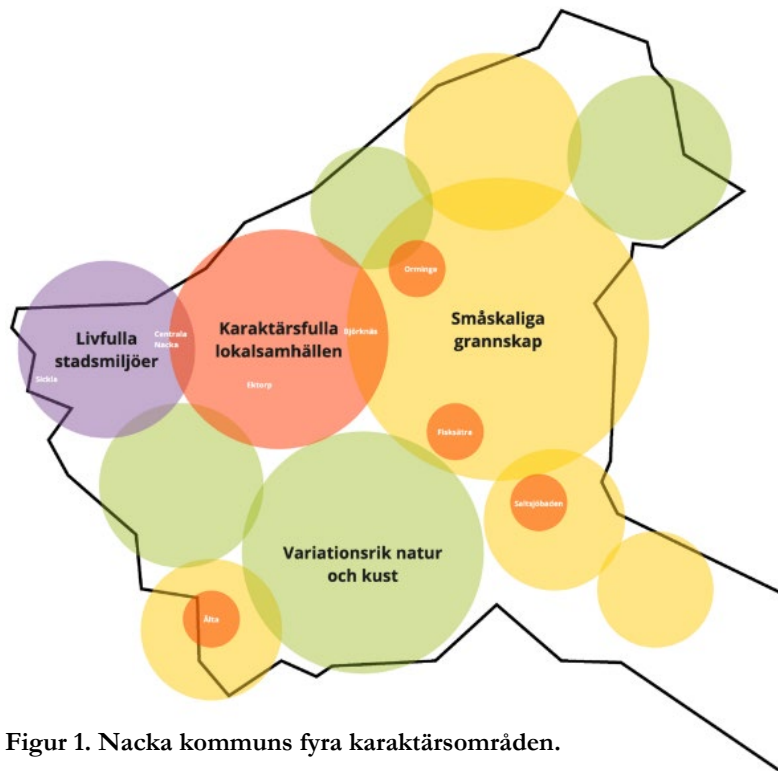 Orminge
Livfulla
stadsmiljöer
Centrala
Nacka
Sickla
Karaktärsfulla
lokalsamhällen
Björknäs
Ektorp
Småskaliga
grannskap
Fisksätra
Saltsjöbaden
Variationsrik natur
och kust
Älta
Figur 1. Nacka kommuns fyra karaktärsområden.